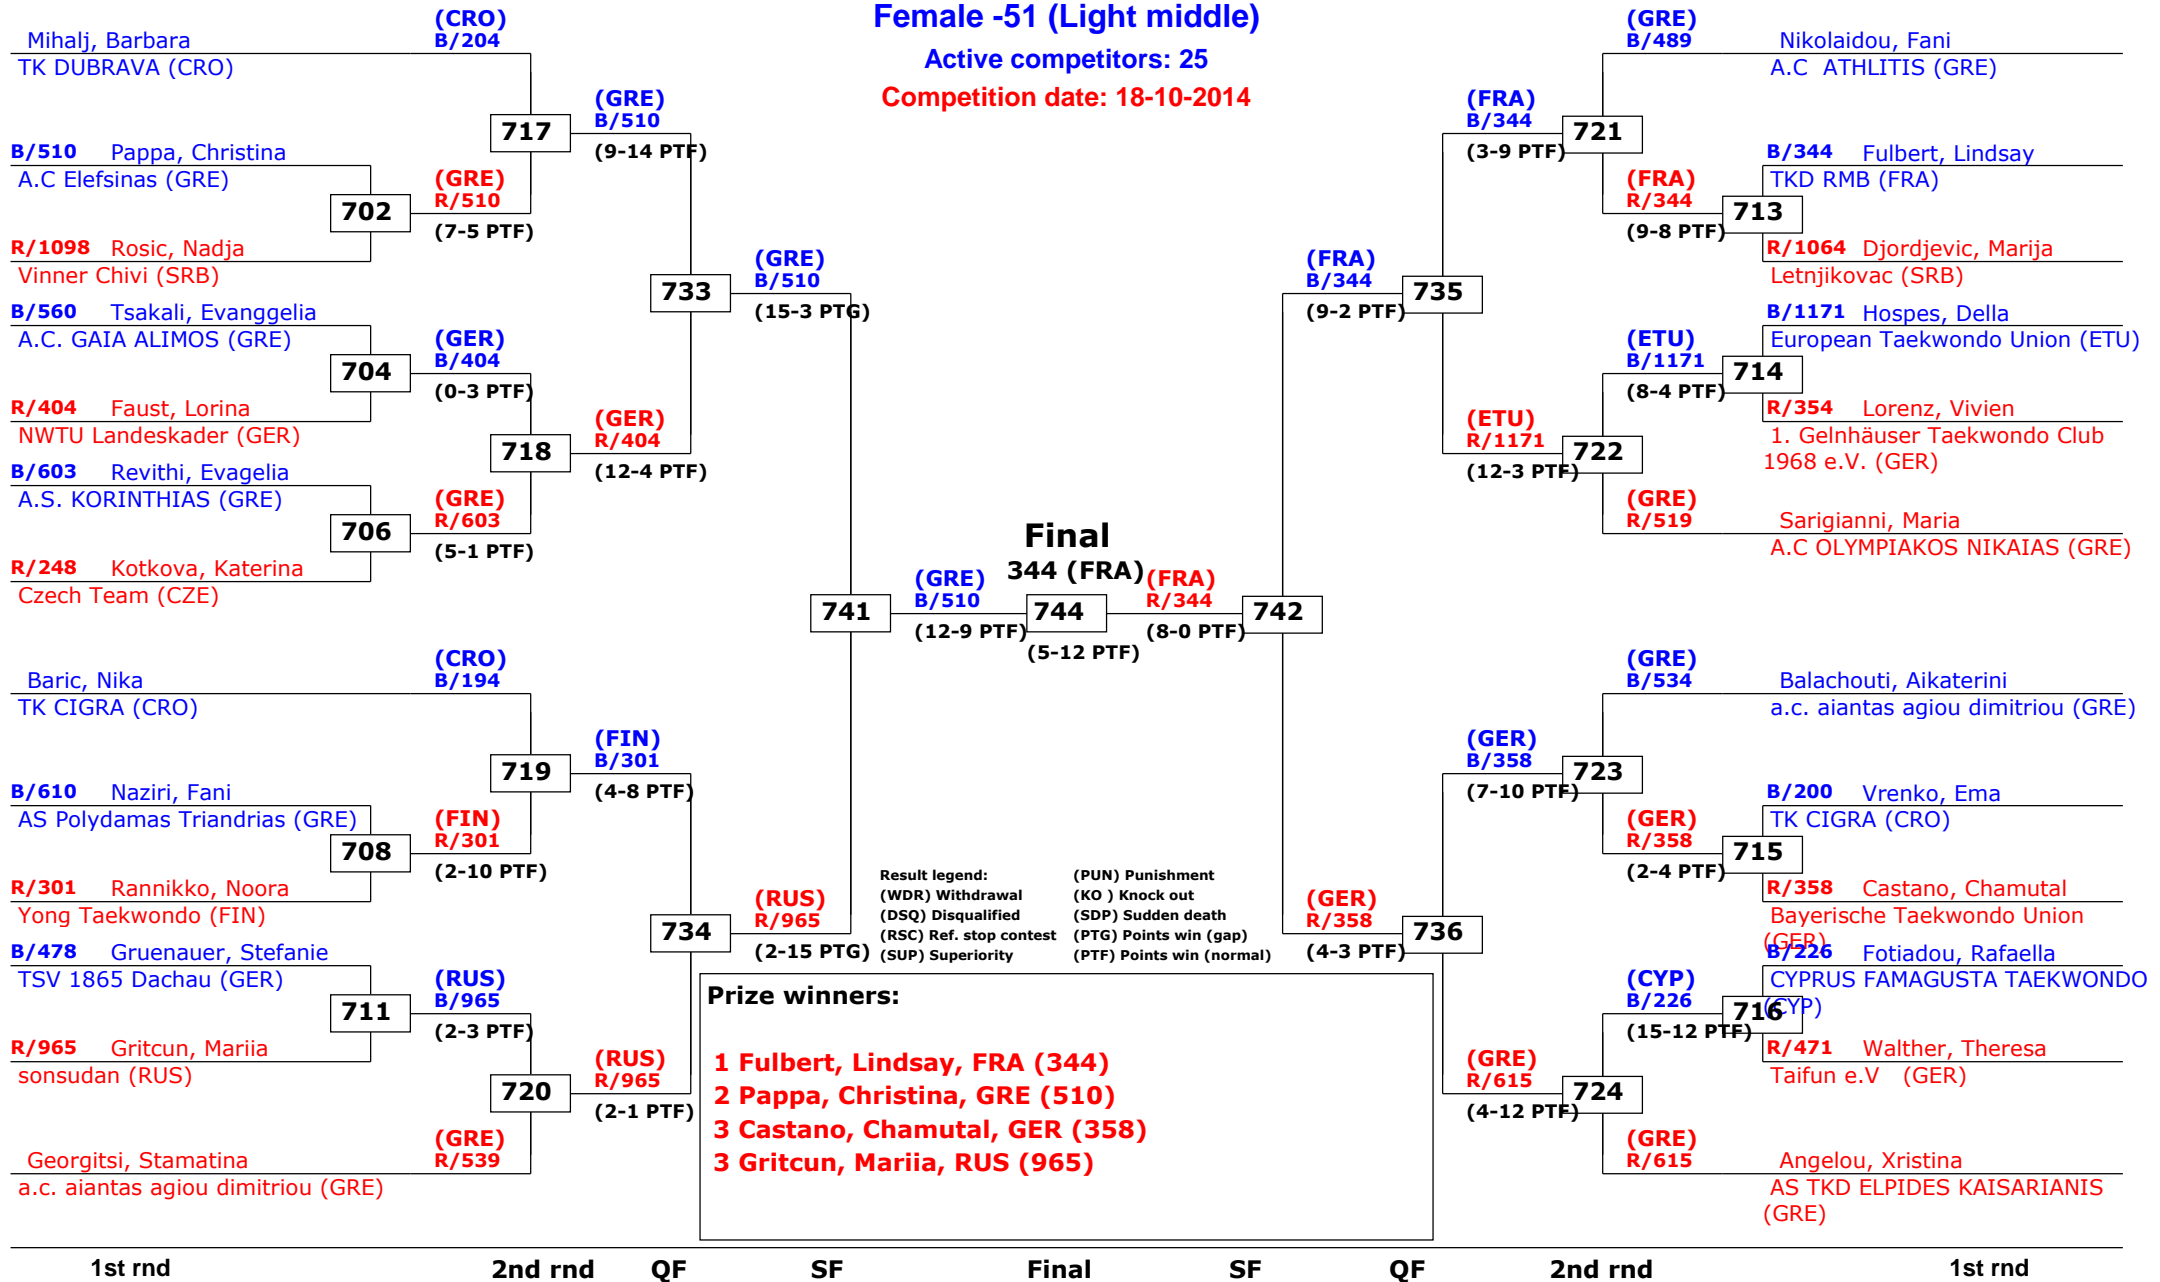 Female -51 (Light middle)
Active competitors: 25
Competition date: 18-10-2014
Mihalj, Barbara
TK DUBRAVA (CRO)
(CRO)
B/204
B/510 Pappa, Christina
A.C Elefsinas (GRE)
702
R/1098 Rosic, Nadja
Vinner Chivi (SRB)
(GRE)
R/510
(7-5 PTF)
717
(GRE)
B/510
(9-14 PTF)
B/560 Tsakali, Evanggelia
A.C. GAIA ALIMOS (GRE)
704
R/404 Faust, Lorina
NWTU Landeskader (GER)
(GER)
B/404
(0-3 PTF)
B/603 Revithi, Evagelia
A.S. KORINTHIAS (GRE)
706
R/248 Kotkova, Katerina
Czech Team (CZE)
(GRE)
R/603
(5-1 PTF)
718
(GER)
R/404
(12-4 PTF)
733
(GRE)
B/510
(15-3 PTG)
Baric, Nika
TK CIGRA (CRO)
(CRO)
B/194
B/610 Naziri, Fani
AS Polydamas Triandrias (GRE)
708
R/301 Rannikko, Noora
Yong Taekwondo (FIN)
(FIN)
R/301
(2-10 PTF)
719
(FIN)
B/301
(4-8 PTF)
B/478 Gruenauer, Stefanie
TSV 1865 Dachau (GER)
711
R/965 Gritcun, Mariia
sonsudan (RUS)
(RUS)
B/965
(2-3 PTF)
Georgitsi, Stamatina
a.c. aiantas agiou dimitriou (GRE)
(GRE)
R/539
720
(RUS)
R/965
(2-1 PTF)
734
(RUS)
R/965
(2-15 PTG)
741
(GRE)
B/510
(12-9 PTF)
Final
344 (FRA)
744
(5-12 PTF)
(FRA)
R/344
(8-0 PTF)
742
(FRA)
B/344
(9-2 PTF)
735
(FRA)
B/344
(3-9 PTF)
721
(GRE)
B/489
Nikolaidou, Fani
A.C ATHLITIS (GRE)
(FRA)
R/344
(9-8 PTF)
713
B/344 Fulbert, Lindsay
TKD RMB (FRA)
R/1064 Djordjevic, Marija
Letnjikovac (SRB)
(ETU)
R/1171
(12-3 PTF)
722
(ETU)
B/1171
(8-4 PTF)
714
B/1171 Hospes, Della
European Taekwondo Union (ETU)
R/354 Lorenz, Vivien
1. Gelnhäuser Taekwondo Club
1968 e.V. (GER)
(GRE)
R/519
Sarigianni, Maria
A.C OLYMPIAKOS NIKAIAS (GRE)
(GER)
R/358
(4-3 PTF)
736
(GER)
B/358
(7-10 PTF)
723
(GRE)
B/534
Balachouti, Aikaterini
a.c. aiantas agiou dimitriou (GRE)
(GER)
R/358
(2-4 PTF)
715
B/200 Vrenko, Ema
TK CIGRA (CRO)
R/358 Castano, Chamutal
Bayerische Taekwondo Union
(GER)
(GRE)
R/615
(4-12 PTF)
724
(CYP)
B/226
(15-12 PTF)
716
B/226 Fotiadou, Rafaella
CYPRUS FAMAGUSTA TAEKWONDO
(CYP)
R/471 Walther, Theresa
Taifun e.V (GER)
(GRE)
R/615
Angelou, Xristina
AS TKD ELPIDES KAISARIANIS
(GRE)
Result legend:
(WDR) Withdrawal
(DSQ) Disqualified
(RSC) Ref. stop contest
(SUP) Superiority
(PUN) Punishment
(KO ) Knock out
(SDP) Sudden death
(PTG) Points win (gap)
(PTF) Points win (normal)
Prize winners:
1 Fulbert, Lindsay, FRA (344)
2 Pappa, Christina, GRE (510)
3 Castano, Chamutal, GER (358)
3 Gritcun, Mariia, RUS (965)
1st rnd 2nd rnd QF SF Final SF QF 2nd rnd 1st rnd